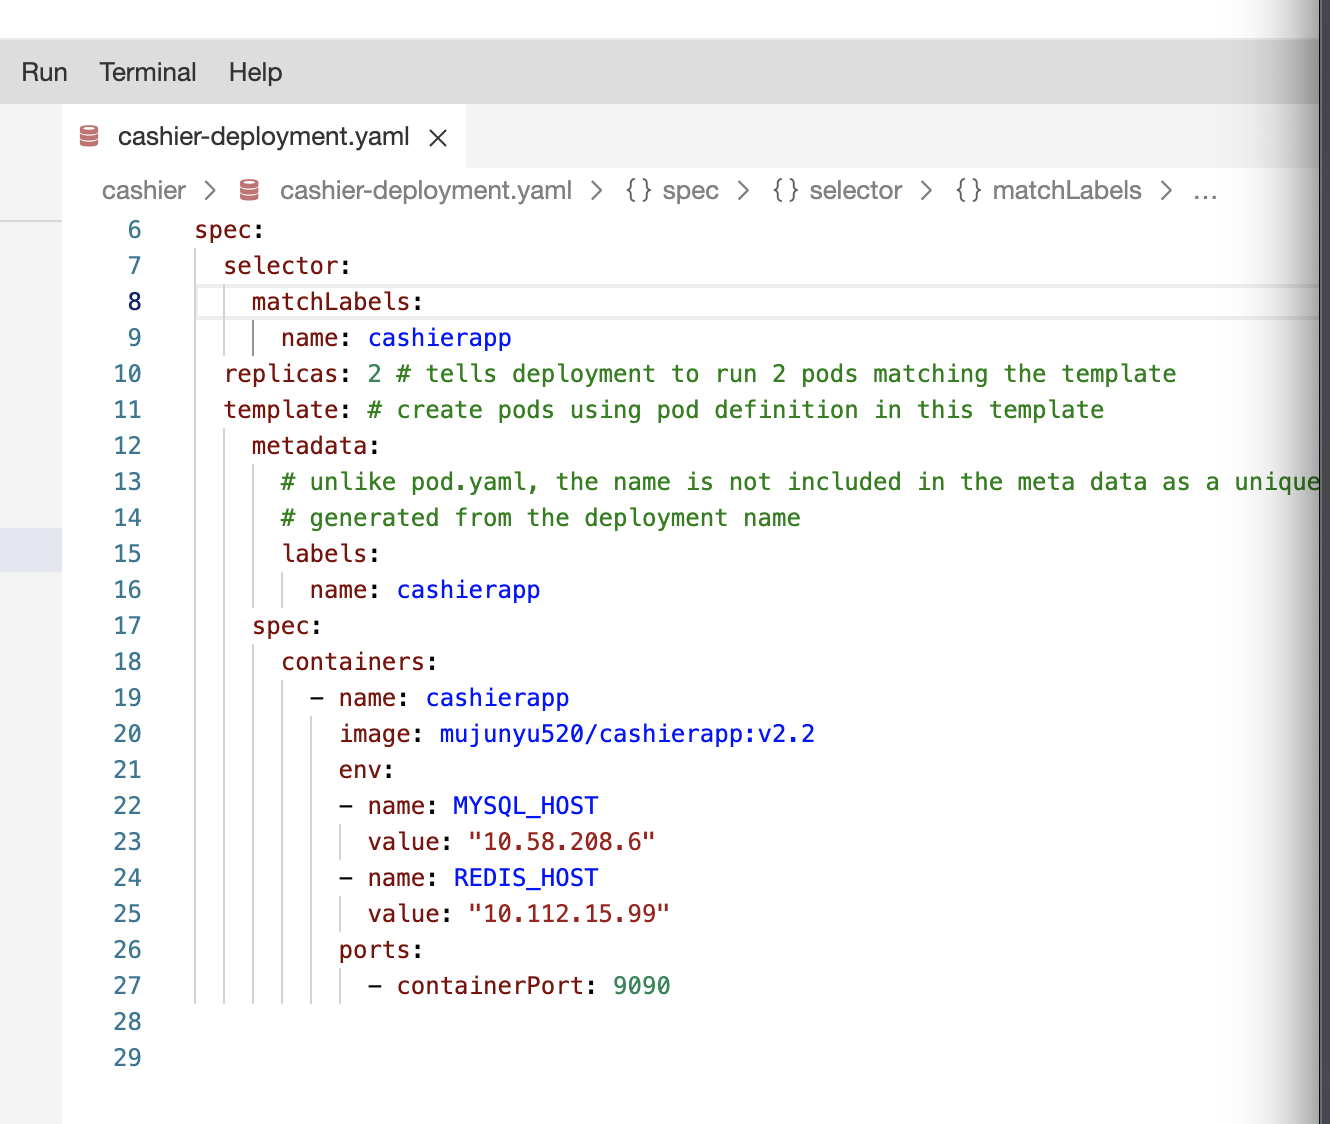 Run Terminal Help
cashier-deployment.yaml ×
cashier > cashier-deployment.yaml > {} spec > {} selector > {} matchLabels > ...
6 spec:
7 selector:
8 matchLabels:
9 name: cashierapp
10 replicas: 2 # tells deployment to run 2 pods matching the template
11 template: # create pods using pod definition in this template
12 metadata:
13 # unlike pod.yaml, the name is not included in the meta data as a unique
14 # generated from the deployment name
15 labels:
16 name: cashierapp
17 spec:
18 containers:
19 - name: cashierapp
20 image: mujunyu520/cashierapp:v2.2
21 env:
22 - name: MYSQL_HOST
23 value: "10.58.208.6"
24 - name: REDIS_HOST
25 value: "10.112.15.99"
26 ports:
27 - containerPort: 9090
28
29